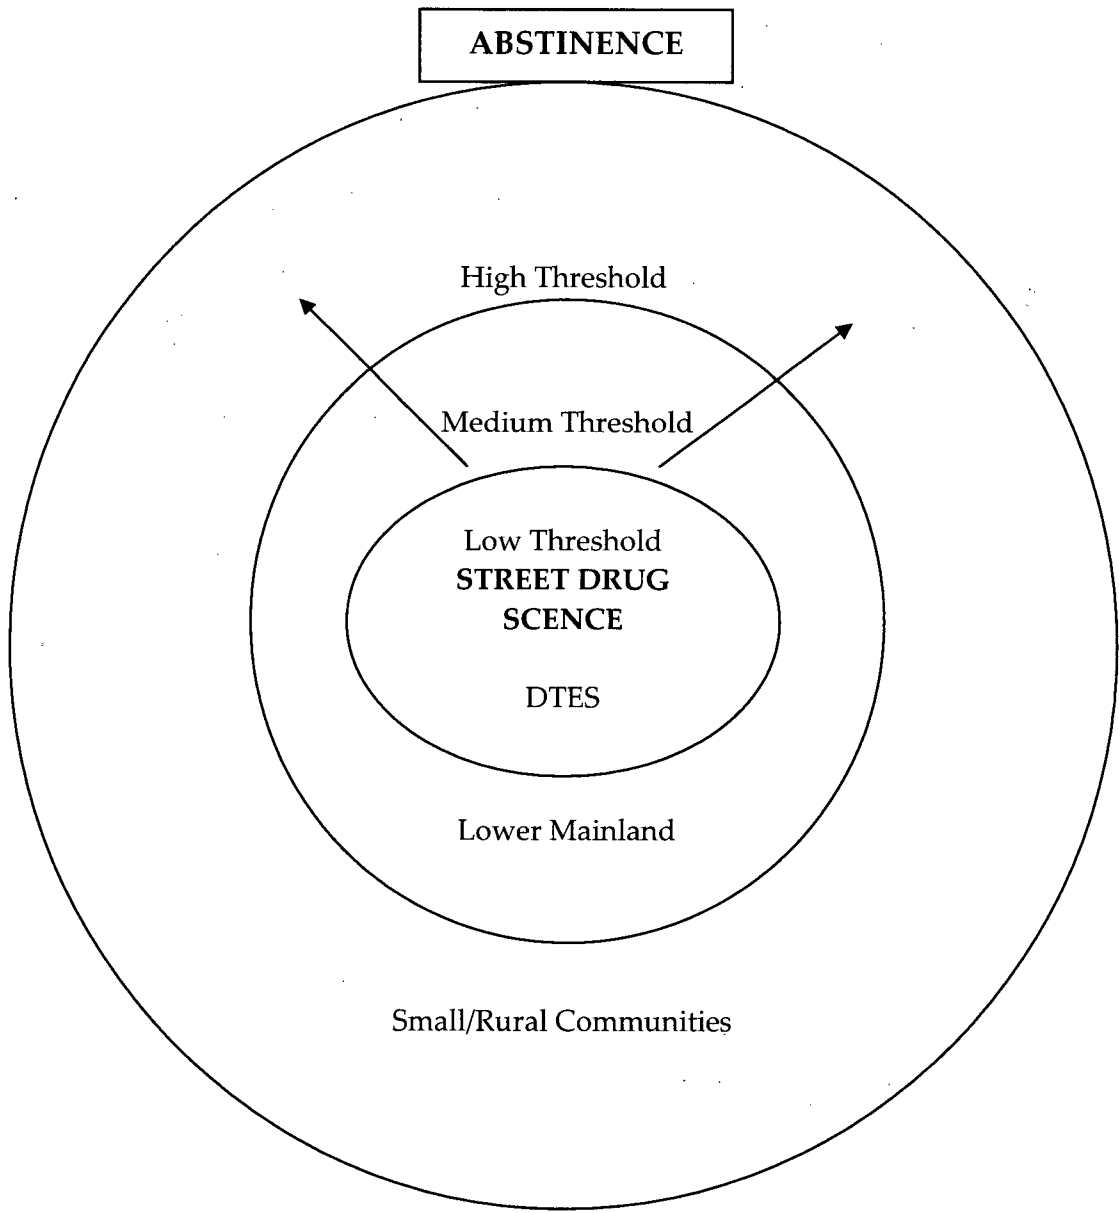 ABSTINENCE
High Threshold
Medium Threshold
Low Threshold
STREET DRUG
SCENCE
DTES
Lower Mainland
Small/Rural Communities